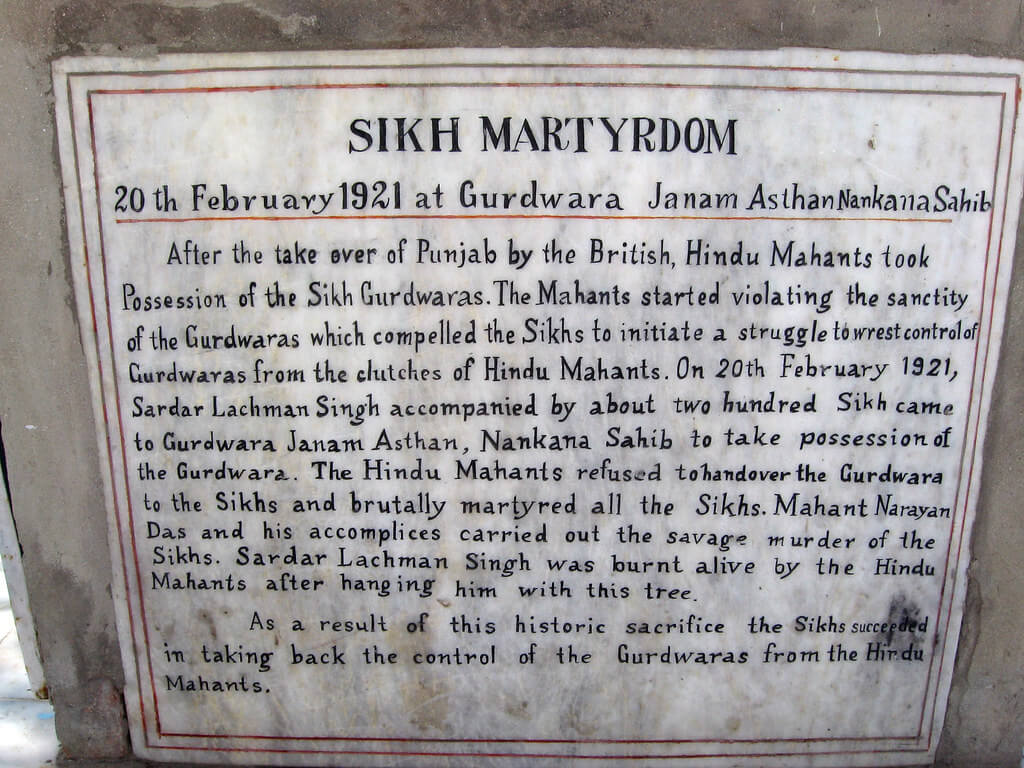 SIKH MARTYRDOM
20 th February 1921 at Gurdwara Janam Asthan Nankana Sahib
After the take over of Punjab by the British, Hindu Mahants took
Possession of the Sikh Gurdwaras. The Mahants started violating the sanctity
of the Gurdwaras which compelled the Sikhs to initiate a struggle to wrest control of
Gurdwaras from the clutches of Hindu Mahants. On 20th February 1921,
Sardar Lachman Singh accompanied by about two hundred Sikh came
to Gurdwara Janam Asthan, Nankana Sahib to take possession of
the Gurdwara. The Hindu Mahants refused to handover the Gurdwara
to the Sikhs and brutally martyred all the Sikhs. Mahant Narayan
Das and his accomplices carried out the savage murder of the
Sikhs. Sardar Lachman Singh was burnt alive by the Hindu
Mahants after hanging him with this tree.
As a result of this historic sacrifice the Sikhs succeeded
in taking back the control of the Gurdwaras from the Hindu
Mahants.